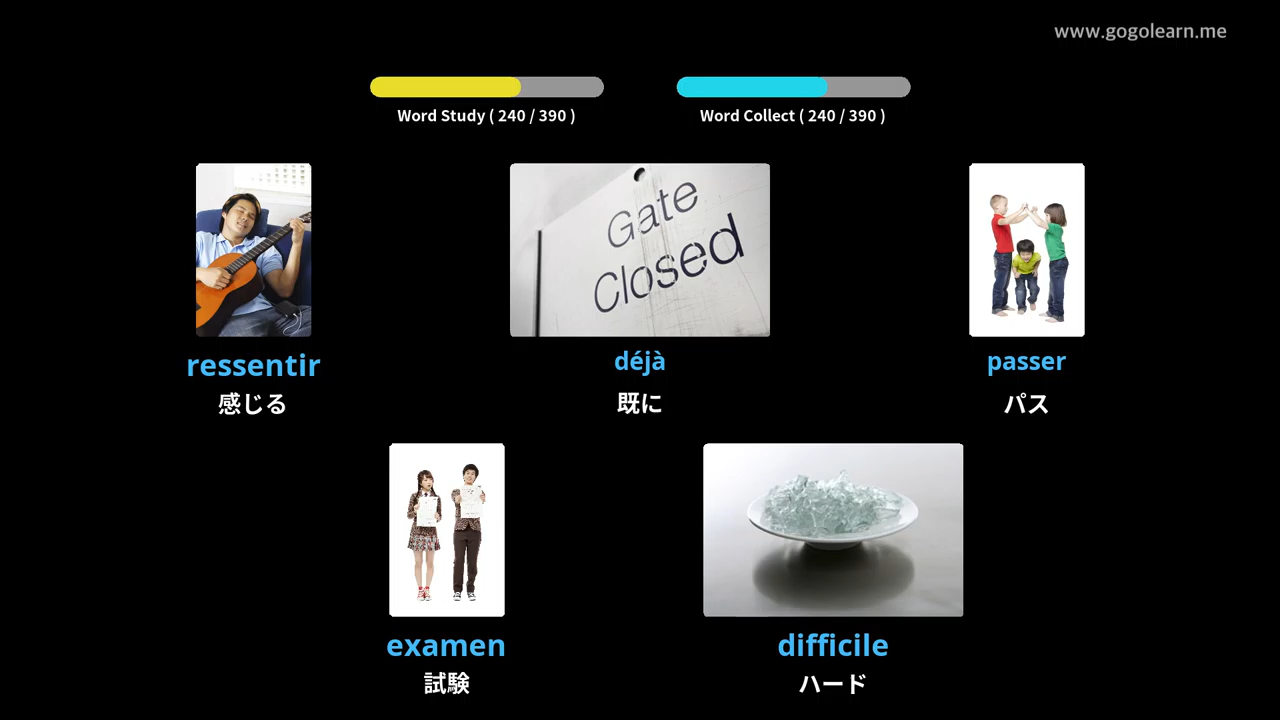 www.gogolearn.me
Word Study ( 240 / 390 )
Word Collect ( 240 / 390 )
Gate
Closed
ressentir
感じる
déjà
既に
passer
パス
examen
試験
difficile
ハード